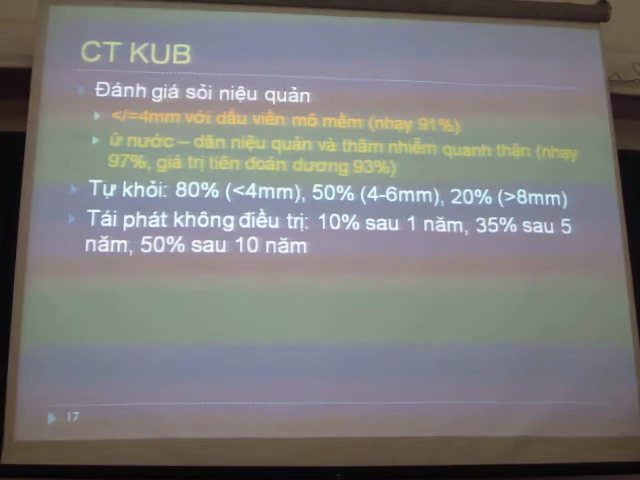 CT KUB
Đánh giá sỏi niệu quản
</=4mm với dấu viền mô mềm (nhạy 91%)
ứ nước – dãn niệu quản và thâm nhiễm quanh thận (nhạy
97%, giá trị tiên đoán dương 93%)
Tự khỏi: 80% (<4mm), 50% (4-6mm), 20% (>8mm)
Tái phát không điều trị: 10% sau 1 năm, 35% sau 5
năm, 50% sau 10 năm
17